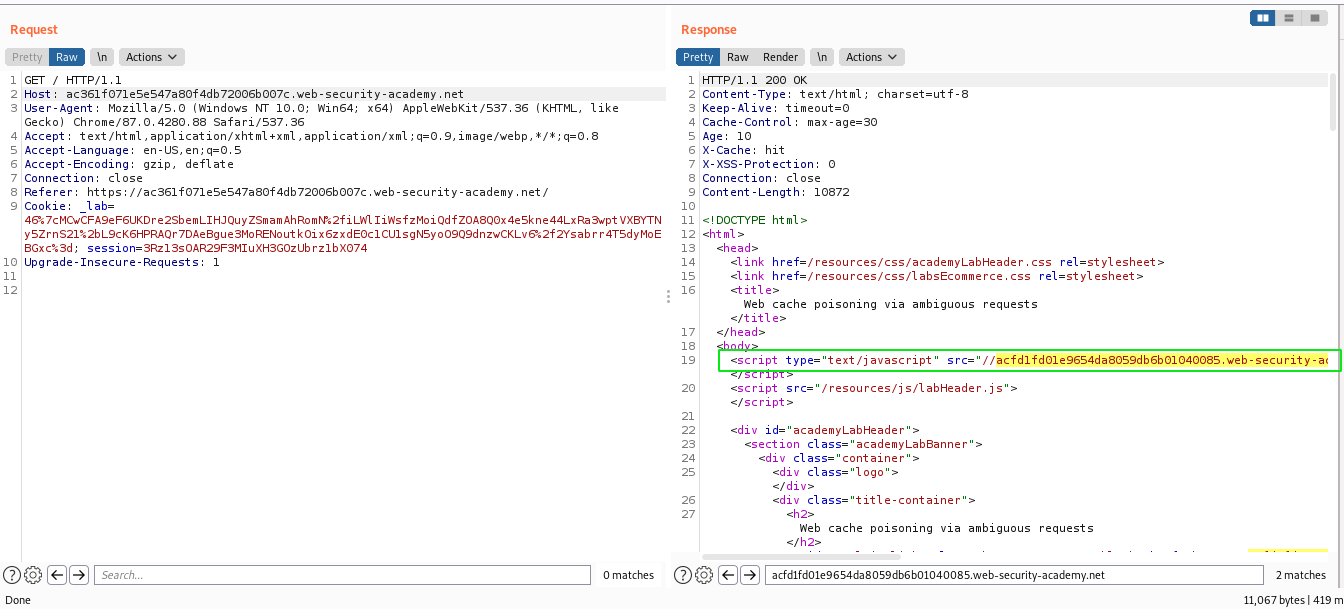 Request
Pretty Raw \n Actions
1 GET / HTTP/1.1
2 Host: ac361f071e5e547a80f4db72006b007c.web-security-academy.net
3 User-Agent: Mozilla/5.0 (Windows NT 10.0; Win64; x64) AppleWebKit/537.36 (KHTML, like
Gecko) Chrome/87.0.4280.88 Safari/537.36
4 Accept: text/html,application/xhtml+xml,application/xml;q=0.9,image/webp,*/*;q=0.8
5 Accept-Language: en-US,en;q=0.5
6 Accept-Encoding: gzip, deflate
7 Connection: close
8 Referer: https://ac361f071e5e547a80f4db72006b007c.web-security-academy.net/
9 Cookie: _lab=
10 Upgrade-Insecure-Requests: 1
11
12
Search...
0 matches
Done
Response
Pretty Raw Render \n Actions
1 HTTP/1.1 200 OK
2 Content-Type: text/html; charset=utf-8
3 Keep-Alive: timeout=0
4 Cache-Control: max-age=30
5 Age: 10
6 X-Cache: hit
7 X-XSS-Protection: 0
8 Connection: close
9 Content-Length: 10872
10
11 <!DOCTYPE html>
12 <html>
13 <head>
14 <link href=/resources/css/academyLabHeader.css rel=stylesheet>
15 <link href=/resources/css/labsEcommerce.css rel=stylesheet>
16 <title>
Web cache poisoning via ambiguous requests
</title>
17 </head>
18 <body>
19 <script type="text/javascript" src="//acfd1fd01e9654da8059db6b01040085.web-security-ac
</script>
20 <script src="/resources/js/labHeader.js">
</script>
21
22 <div id="academyLabHeader">
23 <section class="academyLabBanner">
24 <div class="container">
25 <div class="logo">
</div>
26 <div class="title-container">
27 <h2>
Web cache poisoning via ambiguous requests
</h2>
acfd1fd01e9654da8059db6b01040085.web-security-academy.net
2 matches
11,067 bytes | 419 m